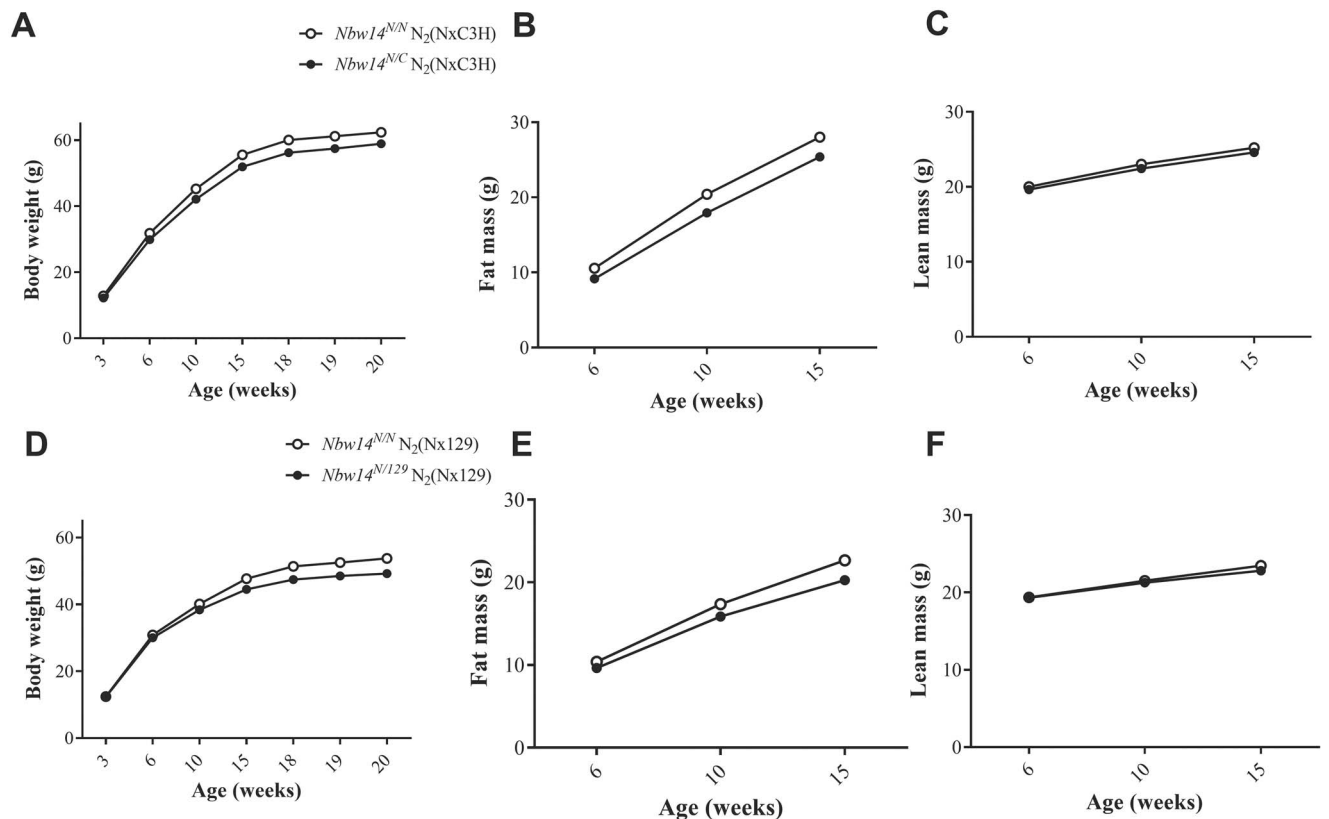 A
Nbw14^N/N N₂(NxC3H)
Nbw14^N/C N₂(NxC3H)
Body weight (g)
60
40
20
0
3 6 10 15 18 19 20
Age (weeks)
B
Fat mass (g)
30
20
10
0
6 10 15
Age (weeks)
C
Lean mass (g)
30
20
10
0
6 10 15
Age (weeks)
D
Nbw14^N/N N₂(Nx129)
Nbw14^N/129 N₂(Nx129)
Body weight (g)
60
40
20
0
3 6 10 15 18 19 20
Age (weeks)
E
Fat mass (g)
30
20
10
0
6 10 15
Age (weeks)
F
Lean mass (g)
30
20
10
0
6 10 15
Age (weeks)